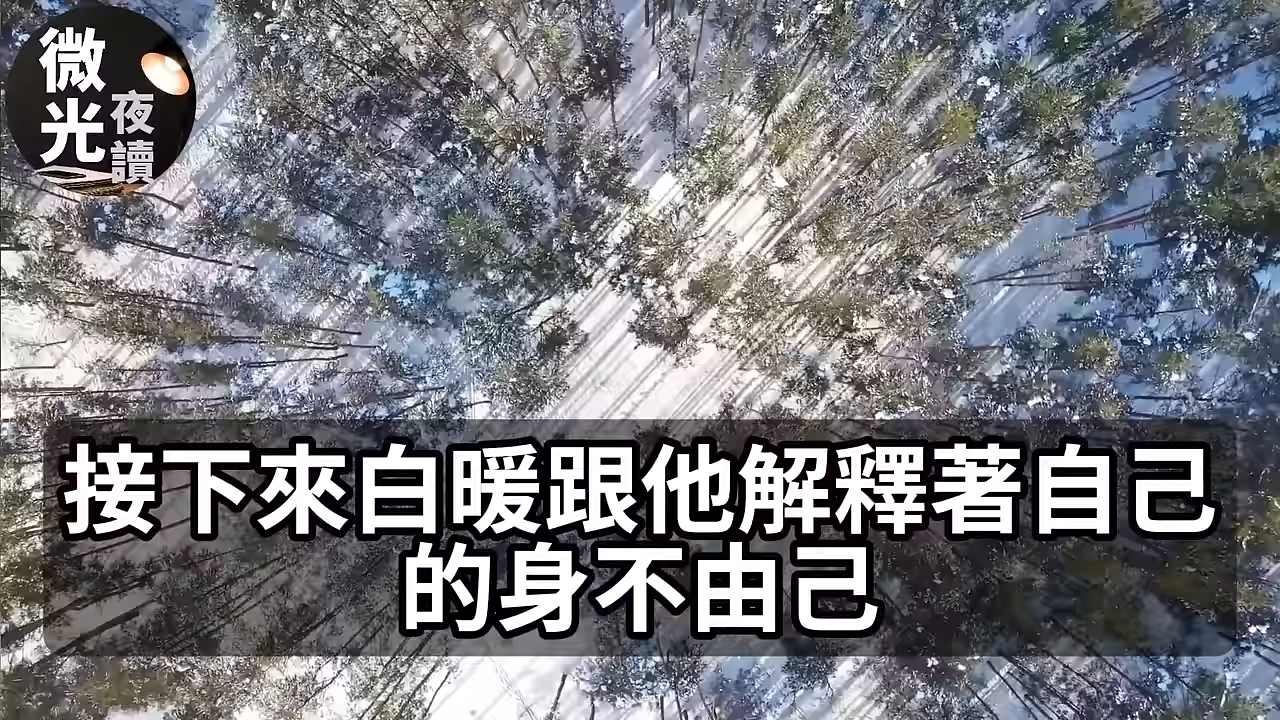 微光
夜讀
接下來白暖跟他解釋著自己
的身不由己